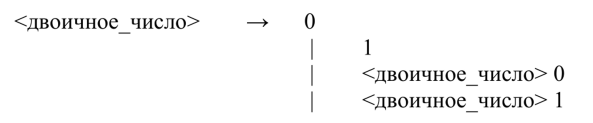 <двоичное_число> → 0
| 1
| <двоичное_число> 0
| <двоичное_число> 1